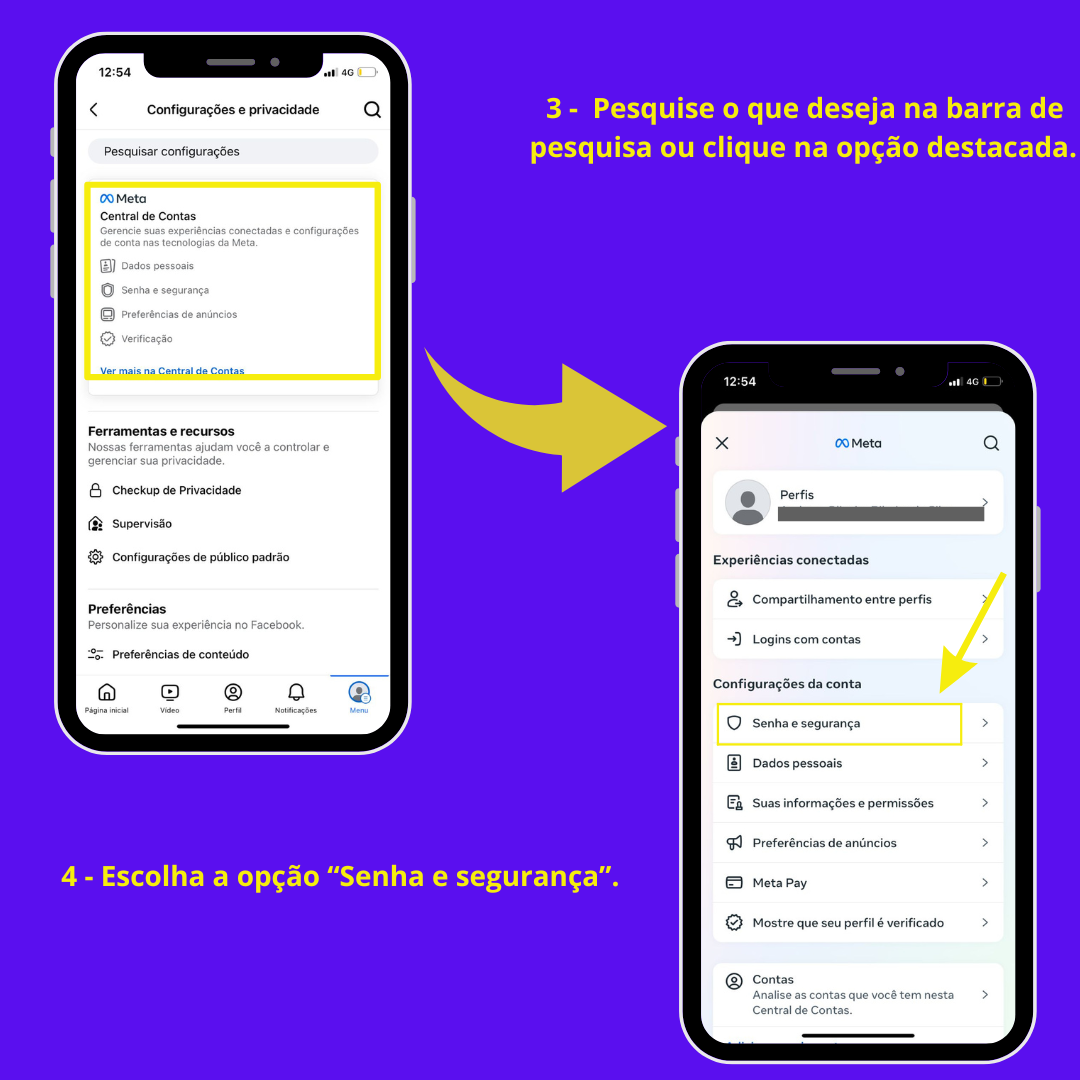 12:54
4G
Configurações e privacidade
Pesquisar configurações
Meta
Central de Contas
Gerencie suas experiências conectadas e configurações
de conta nas tecnologias da Meta.
Dados pessoais
Senha e segurança
Preferências de anúncios
Verificação
Ver mais na Central de Contas
Ferramentas e recursos
Nossas ferramentas ajudam você a controlar e
gerenciar sua privacidade.
Checkup de Privacidade
Supervisão
Configurações de público padrão
Preferências
Personalize sua experiência no Facebook.
Preferências de conteúdo
Página inicial
Vídeo
Perfil
Notificações
Menu
3 - Pesquise o que deseja na barra de
pesquisa ou clique na opção destacada.
12:54
4G
Meta
Perfis
Experiências conectadas
Compartilhamento entre perfis
Logins com contas
Configurações da conta
Senha e segurança
Dados pessoais
Suas informações e permissões
Preferências de anúncios
Meta Pay
Mostre que seu perfil é verificado
Contas
Analise as contas que você tem nesta
Central de Contas.
4 - Escolha a opção “Senha e segurança”.